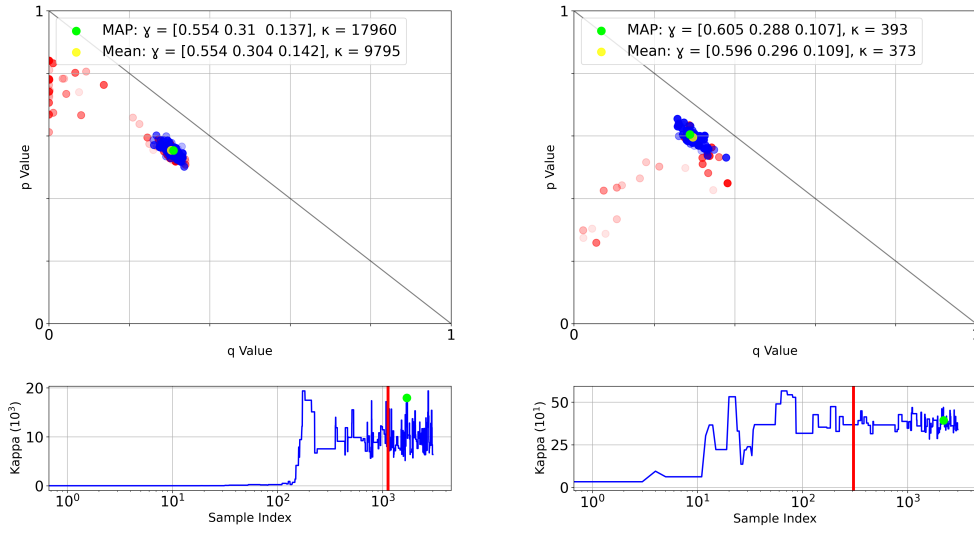 1
MAP: ɣ = [0.554 0.31 0.137], κ = 17960
Mean: ɣ = [0.554 0.304 0.142], κ = 9795
p Value
0
0
1
q Value
20
10
0
Kappa (10³)
10⁰
10¹
10²
10³
Sample Index
1
MAP: ɣ = [0.605 0.288 0.107], κ = 393
Mean: ɣ = [0.596 0.296 0.109], κ = 373
p Value
0
0
1
q Value
50
25
0
Kappa (10¹)
10⁰
10¹
10²
10³
Sample Index